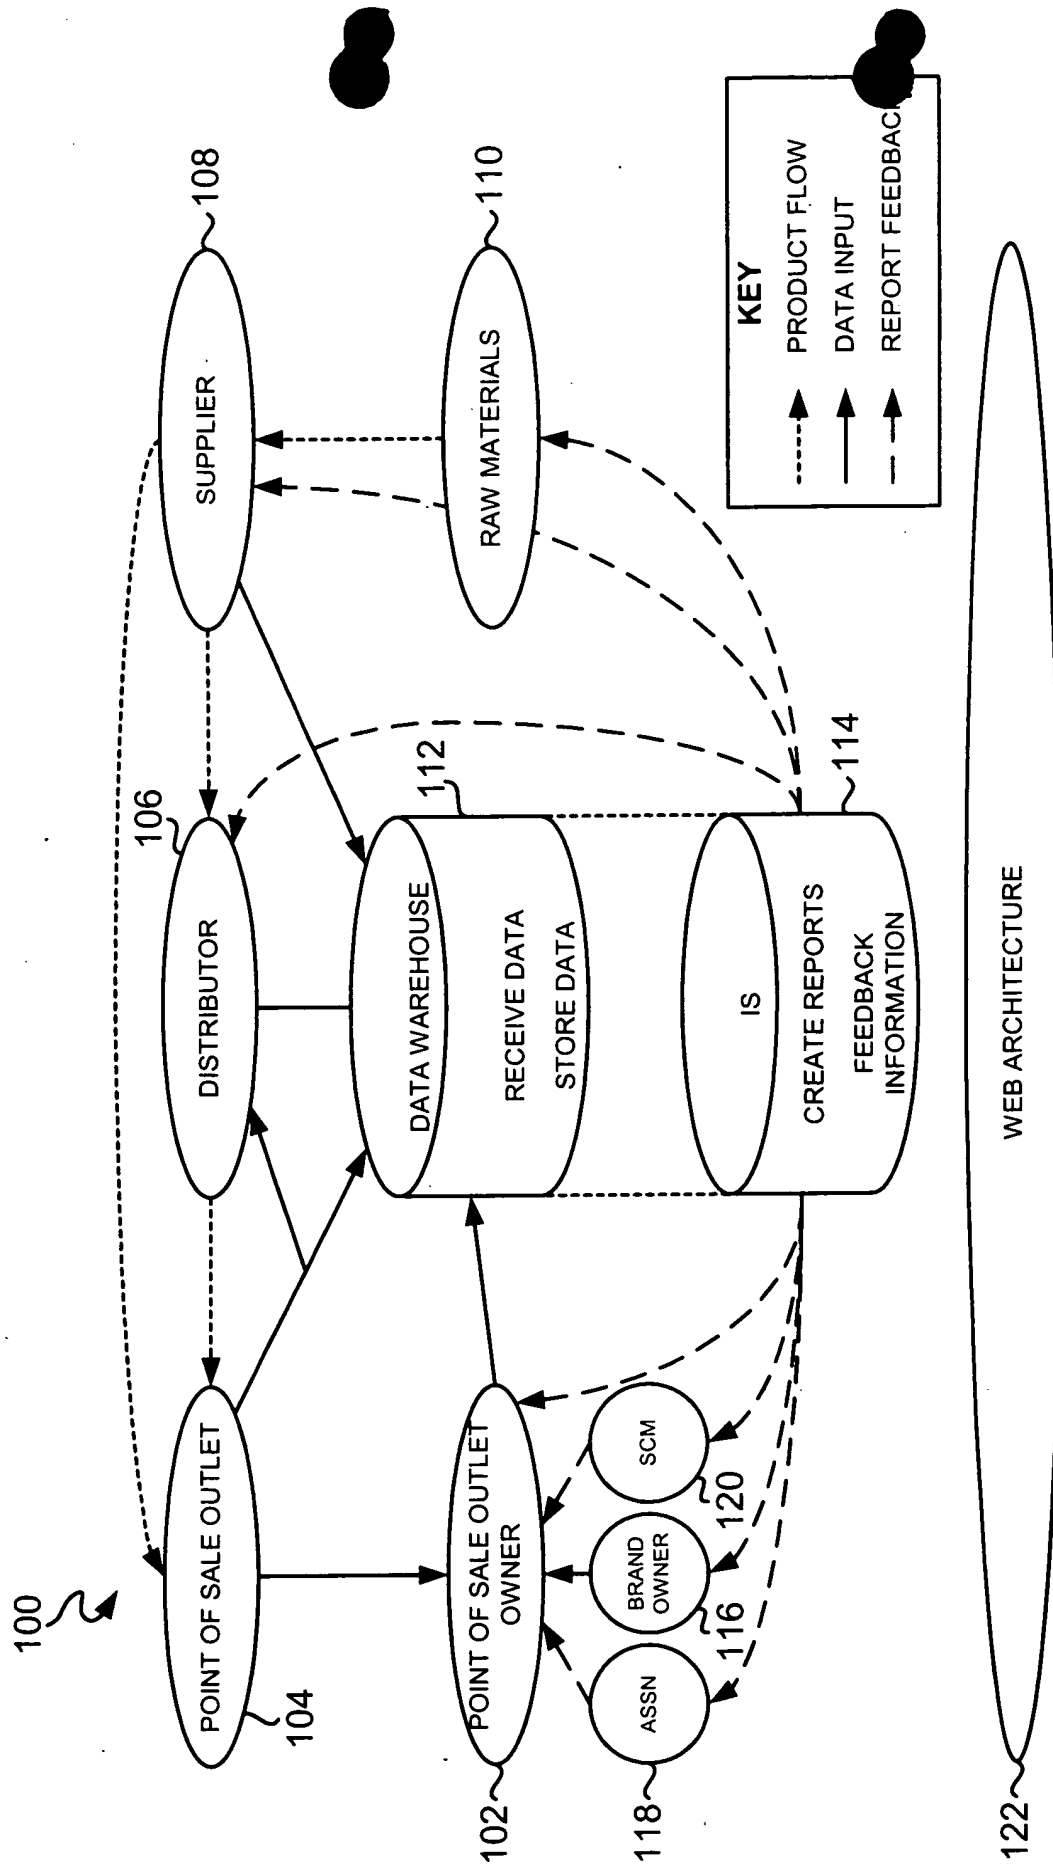 100
108
106
SUPPLIER
DISTRIBUTOR
POINT OF SALE OUTLET
104
110
RAW MATERIALS
112
DATA WAREHOUSE
RECEIVE DATA
STORE DATA
POINT OF SALE OUTLET
OWNER
102
SCM
120
BRAND
OWNER
116
ASSN
118
114
IS
CREATE REPORTS
FEEDBACK
INFORMATION
KEY
PRODUCT FLOW
DATA INPUT
REPORT FEEDBACK
WEB ARCHITECTURE
122